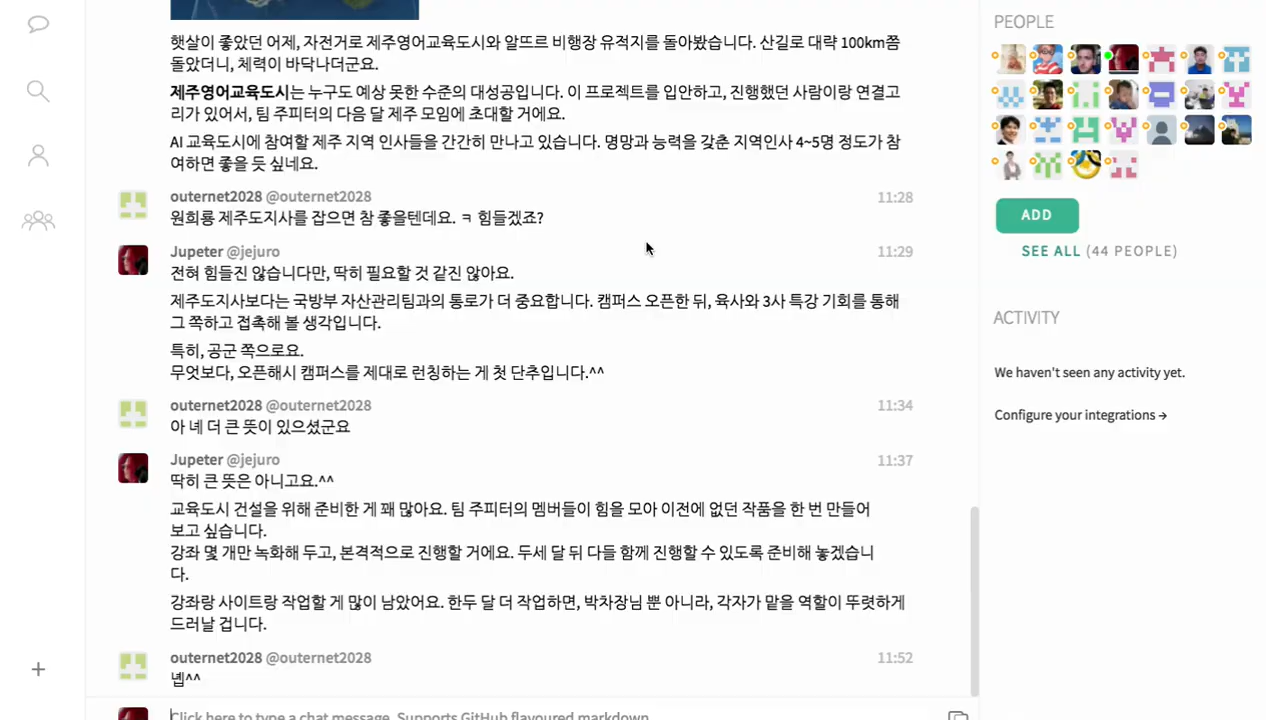 햇살이 좋았던 어제, 자전거로 제주영어교육도시와 알뜨르 비행장 유적지를 돌아봤습니다. 산길로 대략 100km쯤
돌았더니, 체력이 바닥나더군요.
제주영어교육도시는 누구도 예상 못한 수준의 대성공입니다. 이 프로젝트를 입안하고, 진행했던 사람이랑 연결고
리가 있어서, 팀 주피터의 다음 달 제주 모임에 초대할 거에요.
AI 교육도시에 참여할 제주 지역 인사들을 간간히 만나고 있습니다. 명망과 능력을 갖춘 지역인사 4~5명 정도가 참
여하면 좋을 듯 싶네요.
outernet2028 @outernet2028 11:28
원희룡 제주도지사를 잡으면 참 좋을텐데요. ㅋ 힘들겠죠?
Jupeter @jejuro 11:29
전혀 힘들진 않습니다만, 딱히 필요할 것 같진 않아요.
제주도지사보다는 국방부 자산관리팀과의 통로가 더 중요합니다. 캠퍼스 오픈한 뒤, 육사와 3사 특강 기회를 통해
그 쪽하고 접촉해 볼 생각입니다.
특히, 공군 쪽으로요.
무엇보다, 오픈해시 캠퍼스를 제대로 런칭하는 게 첫 단추입니다.^^
outernet2028 @outernet2028 11:34
아 녜 더 큰 뜻이 있으셨군요
Jupeter @jejuro 11:37
딱히 큰 뜻은 아니고요.^^
교육도시 건설을 위해 준비한 게 꽤 많아요. 팀 주피터의 멤버들이 힘을 모아 이전에 없던 작품을 한 번 만들어
보고 싶습니다.
강좌 몇 개만 녹화해 두고, 본격적으로 진행할 거에요. 두세 달 뒤 다들 함께 진행할 수 있도록 준비해 놓겠습니
다.
강좌랑 사이트랑 작업할 게 많이 남았어요. 한두 달 더 작업하면, 박차장님 뿐 아니라, 각자가 맡을 역할이 뚜렷하게
드러날 겁니다.
outernet2028 @outernet2028 11:52
녭^^
Click here to type a chat message. Supports GitHub flavoured markdown.
PEOPLE
ADD
SEE ALL (44 PEOPLE)
ACTIVITY
We haven't seen any activity yet.
Configure your integrations →